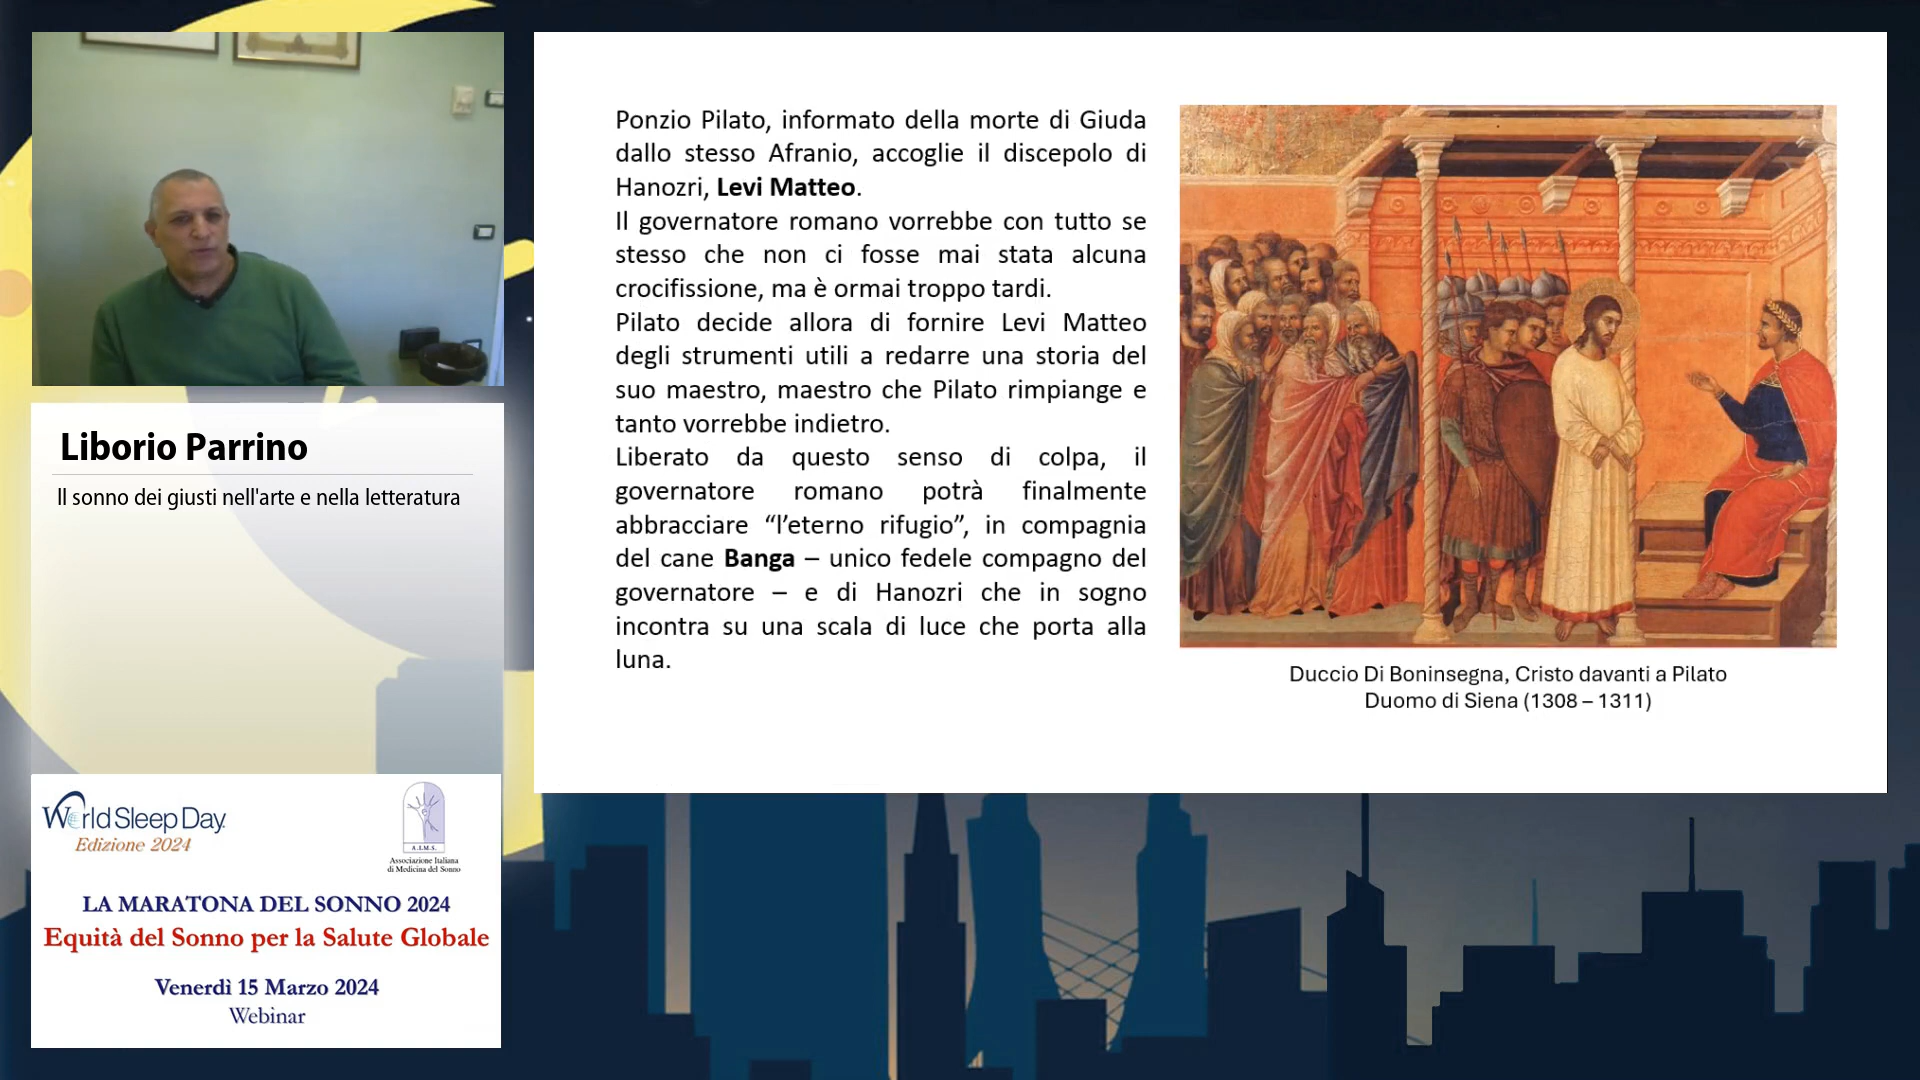 Liborio Parrino
Il sonno dei giusti nell'arte e nella letteratura
World Sleep Day
Edizione 2024
A.I.M.S.
Associazione Italiana
di Medicina del Sonno
LA MARATONA DEL SONNO 2024
Equità del Sonno per la Salute Globale
Venerdì 15 Marzo 2024
Webinar
Ponzio Pilato, informato della morte di Giuda
dallo stesso Afranio, accoglie il discepolo di
Hanozri, Levi Matteo.
Il governatore romano vorrebbe con tutto se
stesso che non ci fosse mai stata alcuna
crocifissione, ma è ormai troppo tardi.
Pilato decide allora di fornire Levi Matteo
degli strumenti utili a redarre una storia del
suo maestro, maestro che Pilato rimpiange e
tanto vorrebbe indietro.
Liberato da questo senso di colpa, il
governatore romano potrà finalmente
abbracciare “l’eterno rifugio”, in compagnia
del cane Banga – unico fedele compagno del
governatore – e di Hanozri che in sogno
incontra su una scala di luce che porta alla
luna.
Duccio Di Boninsegna, Cristo davanti a Pilato
Duomo di Siena (1308 – 1311)